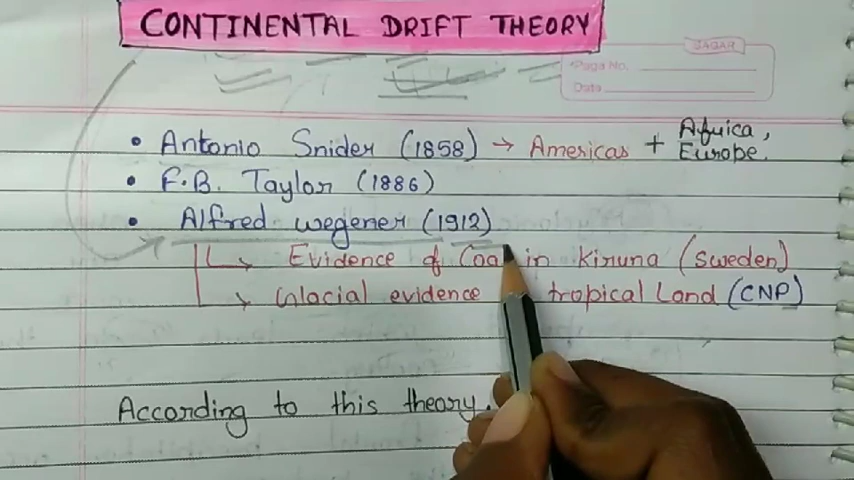 CONTINENTAL DRIFT THEORY
SAGAR
Page No.
Date
• Antonio Snider (1858) → Americas + Africa, Europe.
• F.B. Taylor (1886)
• Alfred wegener (1912)
→ Evidence of Coal in Kiruna (Sweden)
→ Glacial evidence tropical Land (CNP)
According to this theory.